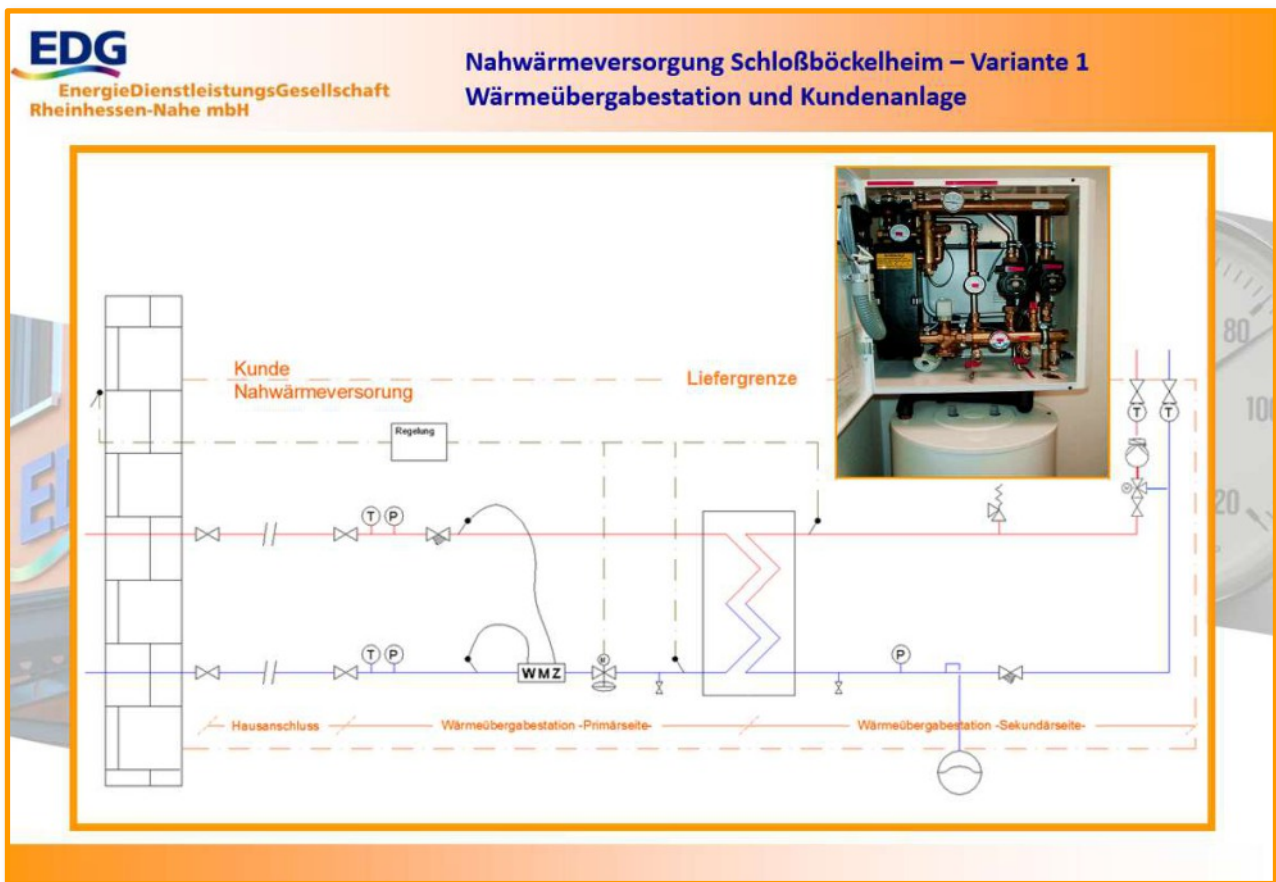 EDG
EnergieDienstleistungsGesellschaft
Rheinhessen-Nahe mbH
Nahwärmeversorgung Schloßböckelheim – Variante 1
Wärmeübergabestation und Kundenanlage
Kunde
Nahwärmeversorung
Liefergrenze
Regelung
T
T
T P
M
T P
P
WMZ
M
Hausanschluss
Wärmeübergabestation -Primärseite-
Wärmeübergabestation -Sekundärseite-
80
100
20